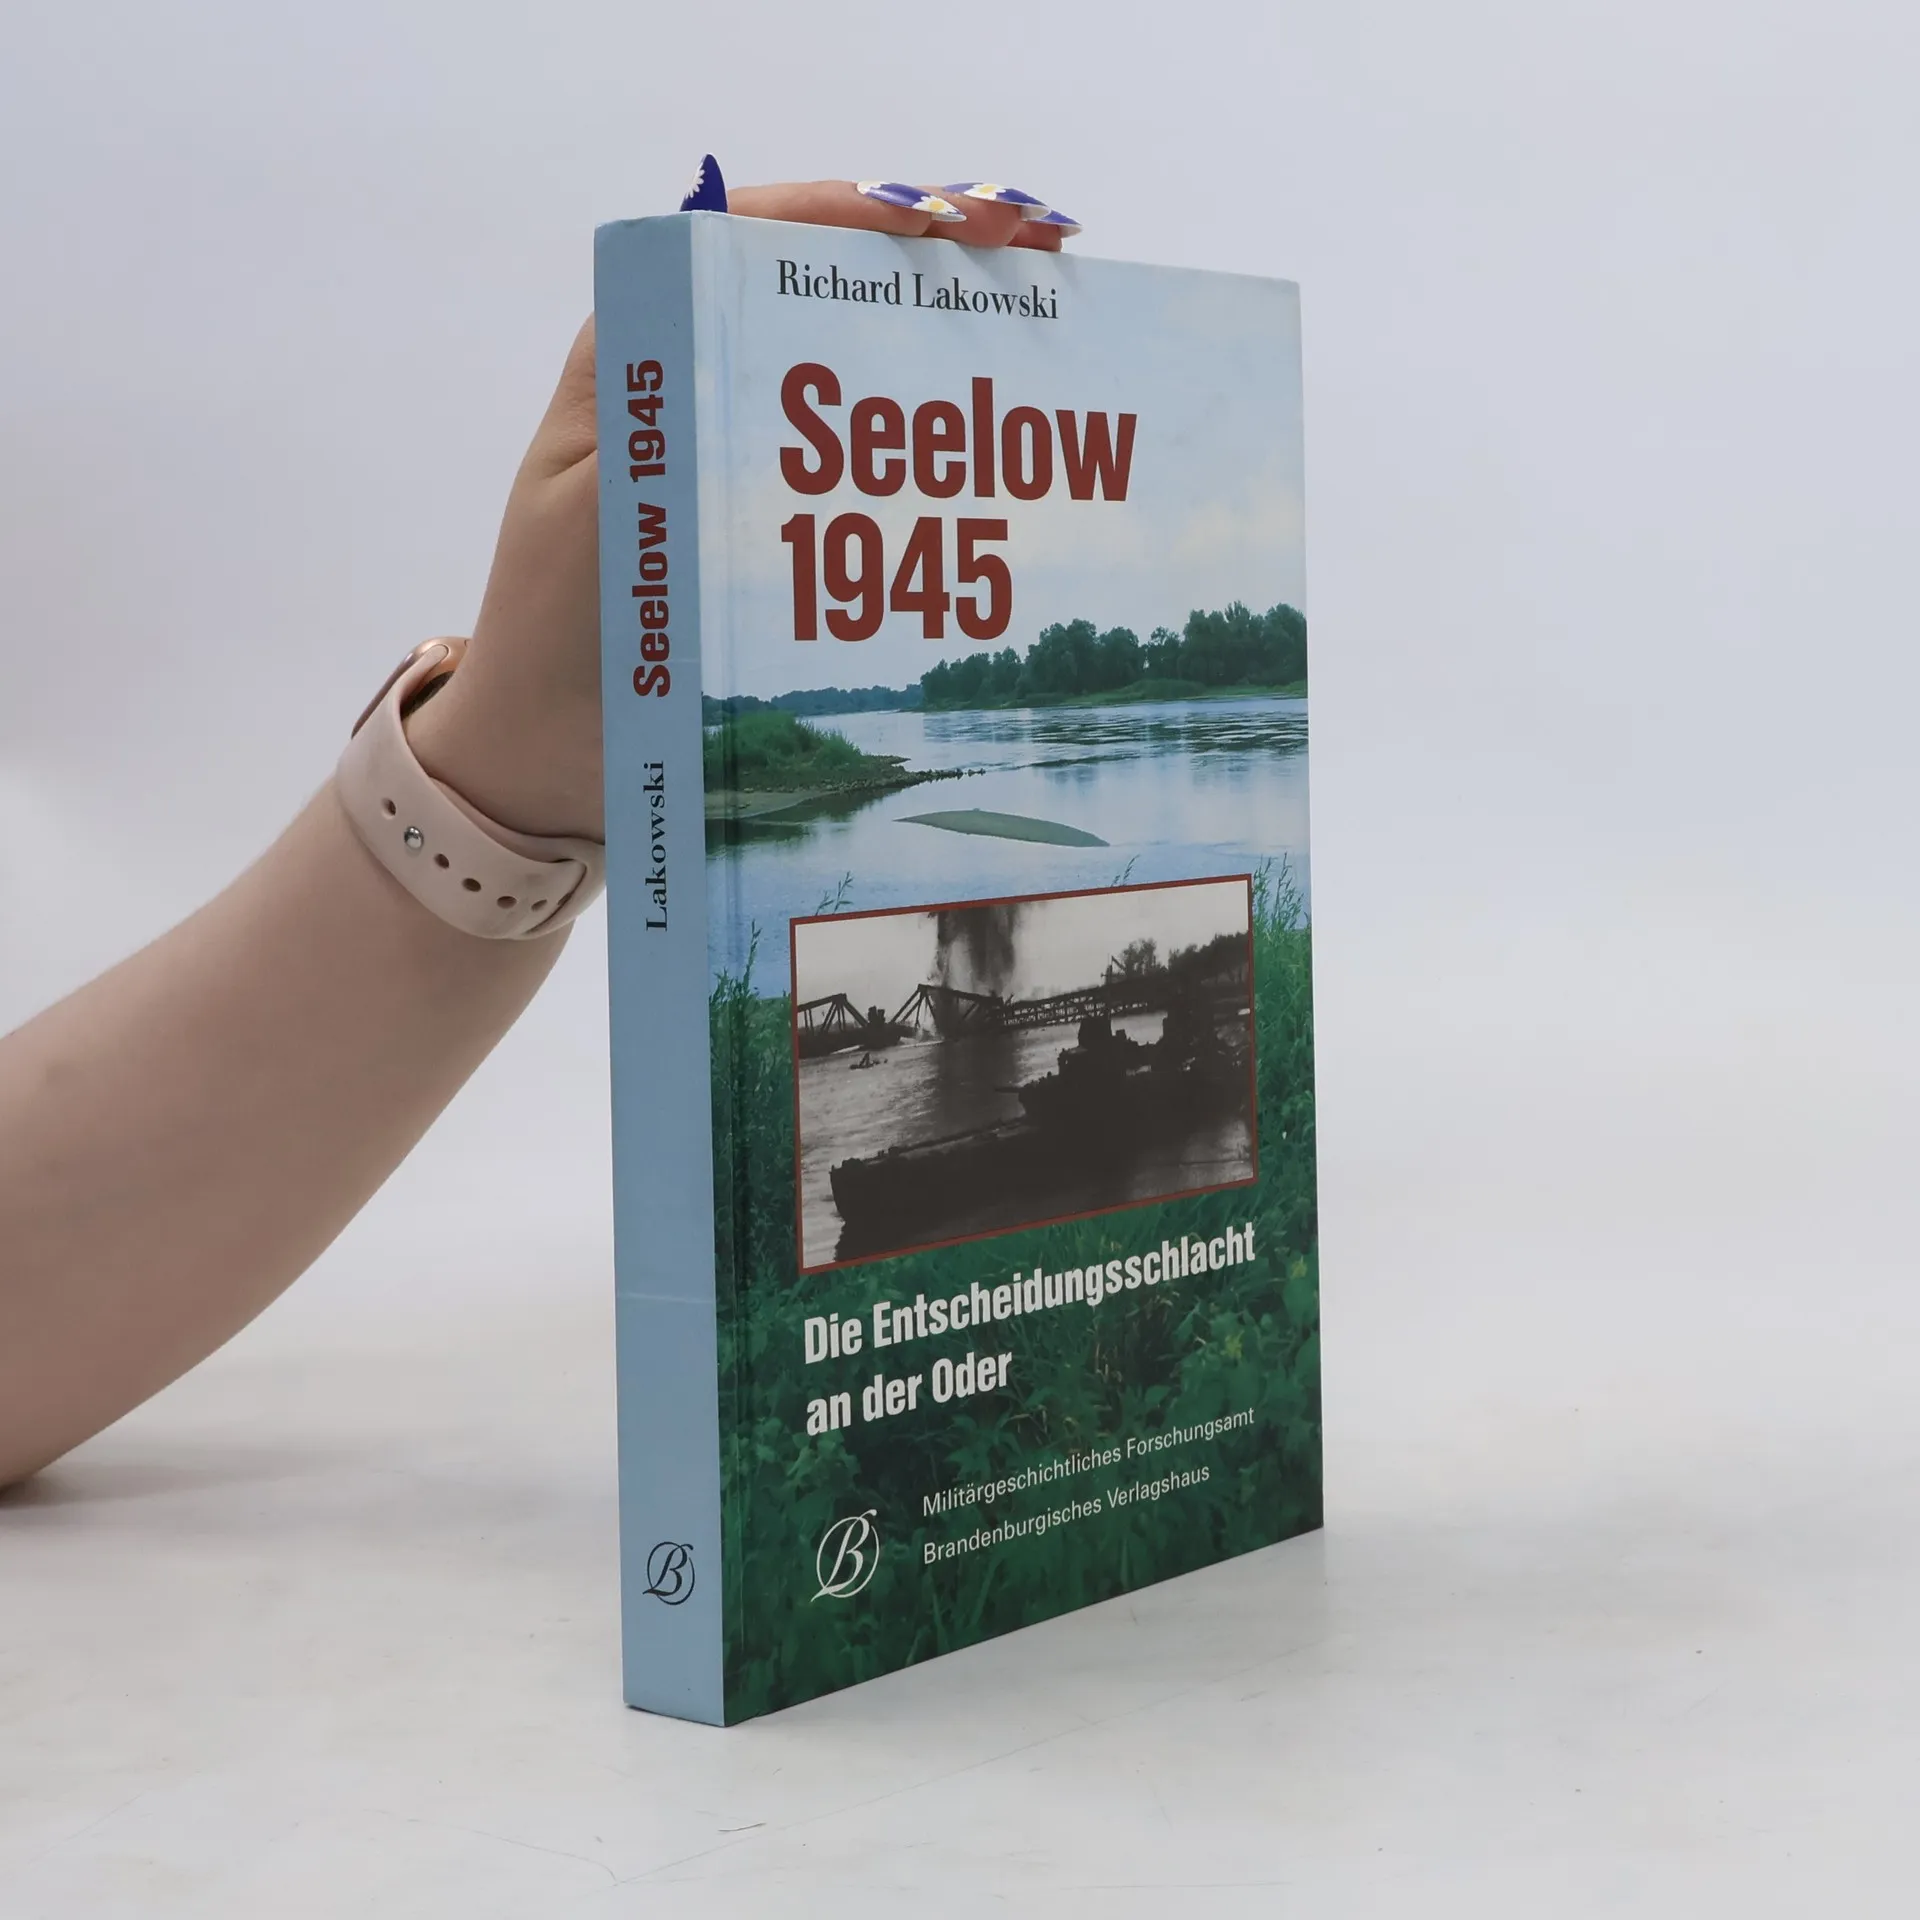 Richard Lakowski
Seelow
1945
Die Entscheidungsschlacht
an der Oder
Militärgeschichtliches Forschungsamt
Brandenburgisches Verlagshaus
B
Lakowski Seelow 1945
B